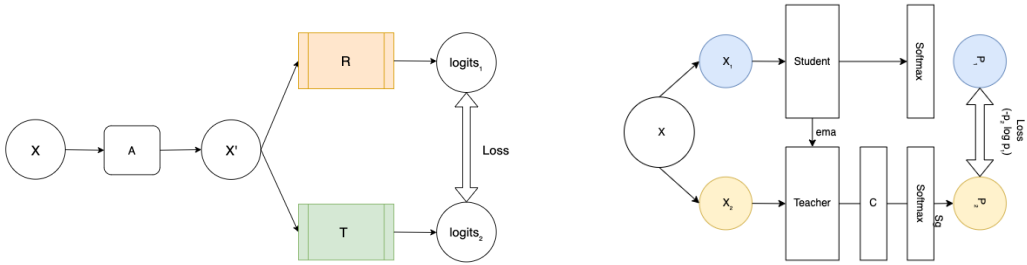 X
A
X'
R
T
logits₁
logits₂
Loss
X
X₁
X₂
Student
ema
Teacher
C
Softmax
Softmax
Sg
P₁
P₂
Loss
(-p₂ log p₁)